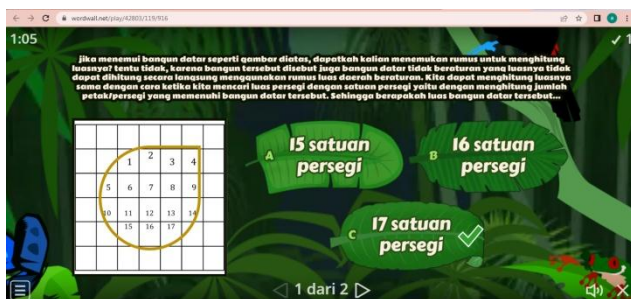 wordwall.net/play/42803/119/916
1:05
1
jika menemui bangun datar seperti gambar diatas, dapatkah kalian menemukan rumus untuk menghitung
luasnya? tentu tidak, karena bangun tersebut disebut juga bangun datar tidak beraturan yang luasnya tidak
dapat dihitung secara langsung mengqunakan rumus luas daerah beraturan. Kita dapat menghitung luasnya
sama dengan cara ketika kita mencari luas persegi dengan satuan persegi yaitu dengan menghitung jumlah
petak/persegi yang memenuhi bangun datar tersebut. Sehingga berapakah luas bangun datar tersebut...
1 2 3 4
5 6 7 8 9
10 11 12 13 14
15 16 17
A 15 satuan
persegi
B 16 satuan
persegi
C 17 satuan
persegi
1 dari 2